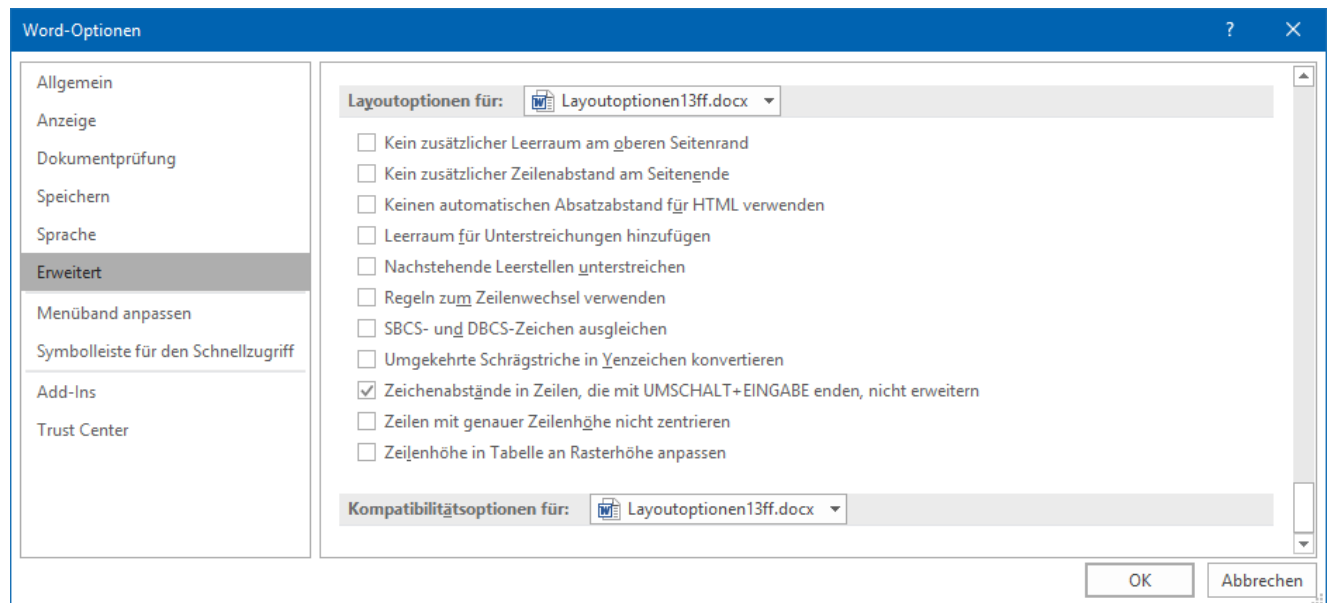 Word-Optionen
Allgemein
Anzeige
Dokumentprüfung
Speichern
Sprache
Erweitert
Menüband anpassen
Symbolleiste für den Schnellzugriff
Add-Ins
Trust Center
Layoutoptionen für: Layoutoptionen13ff.docx
Kein zusätzlicher Leerraum am oberen Seitenrand
Kein zusätzlicher Zeilenabstand am Seitenende
Keinen automatischen Absatzabstand für HTML verwenden
Leerraum für Unterstreichungen hinzufügen
Nachstehende Leerstellen unterstreichen
Regeln zum Zeilenwechsel verwenden
SBCS- und DBCS-Zeichen ausgleichen
Umgekehrte Schrägstriche in Yenzeichen konvertieren
Zeichenabstände in Zeilen, die mit UMSCHALT+EINGABE enden, nicht erweitern
Zeilen mit genauer Zeilenhöhe nicht zentrieren
Zeilenhöhe in Tabelle an Rasterhöhe anpassen
Kompatibilitätsoptionen für: Layoutoptionen13ff.docx
OK Abbrechen